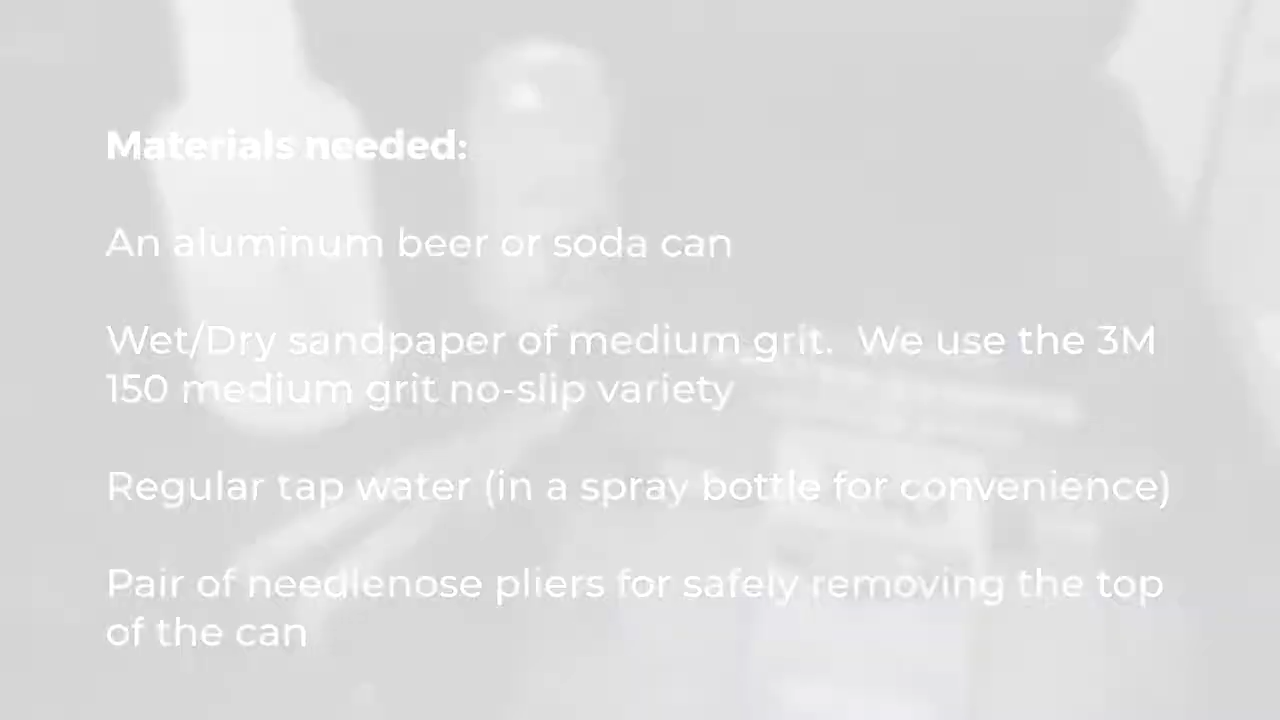 Materials needed:
An aluminum beer or soda can
Wet/Dry sandpaper of medium grit.  We use the 3M
150 medium grit no-slip variety
Regular tap water (in a spray bottle for convenience)
Pair of needlenose pliers for safely removing the top
of the can